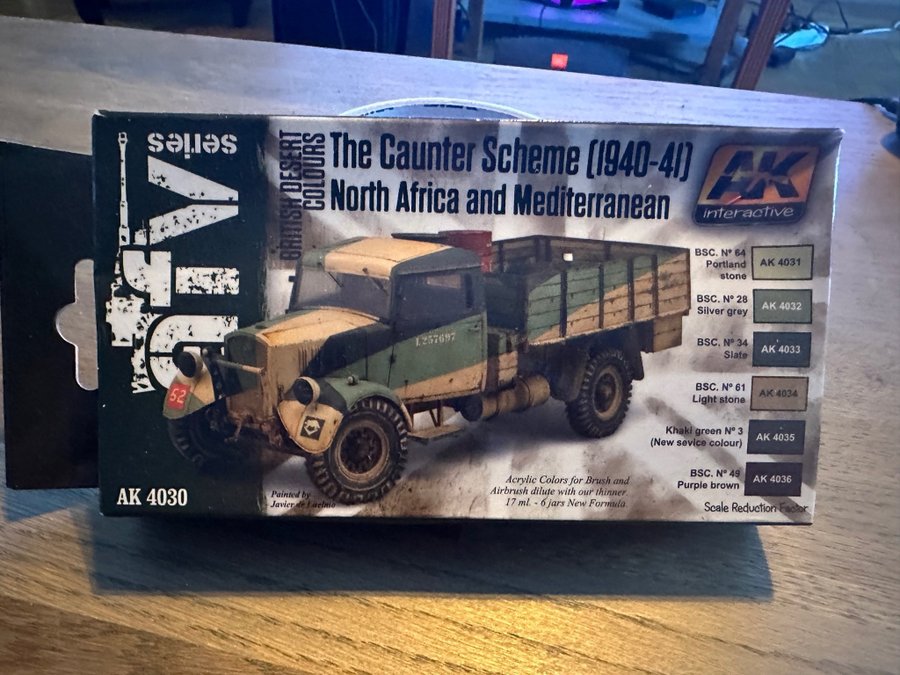 afv
series
BRITISH DESERT
COLOURS
The Caunter Scheme (1940-41)
North Africa and Mediterranean
AK
interactive
BSC. Nº 64
Portland
stone
AK 4031
BSC. Nº 28
Silver grey
AK 4032
BSC. Nº 34
Slate
AK 4033
BSC. Nº 61
Light stone
AK 4034
Khaki green Nº 3
(New sevice colour)
AK 4035
BSC. Nº 49
Purple brown
AK 4036
Scale Reduction Factor
L257697
52
Acrylic Colors for Brush and
Airbrush dilute with our thinner.
17 ml. - 6 jars New Formula.
Painted by
Javier
AK 4030